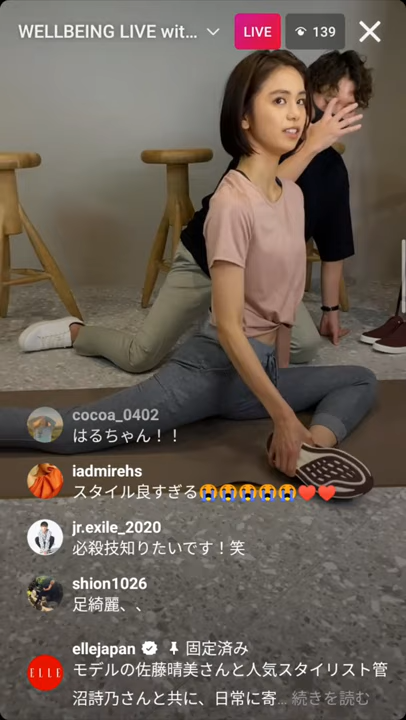 WELLBEING LIVE wit...
LIVE
139
cocoa_0402
はるちゃん！！
iadmirehs
スタイル良すぎる😭😭😭😭😭❤️❤️
jr.exile_2020
必殺技知りたいです！笑
shion1026
足綺麗、、
ellejapan 固定済み
ELLE
モデルの佐藤晴美さんと人気スタイリスト管
沼詩乃さんと共に、日常に寄... 続きを読む